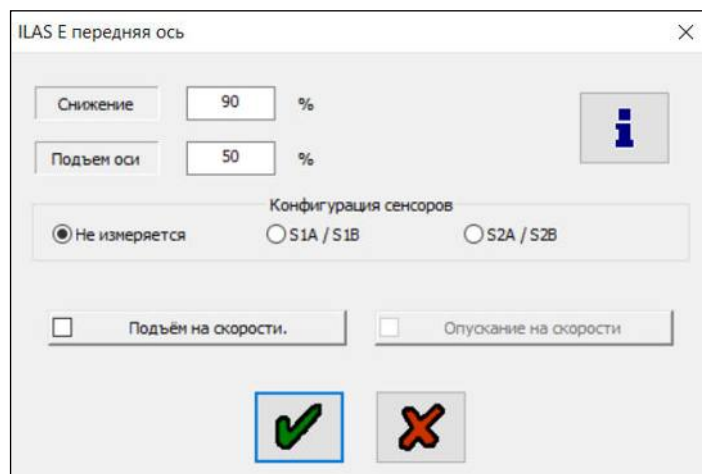 ILAS E передняя ось
Снижение 90 %
Подъем оси 50 %
Конфигурация сенсоров
Не измеряется S1A / S1B S2A / S2B
Подъём на скорости. Опускание на скорости